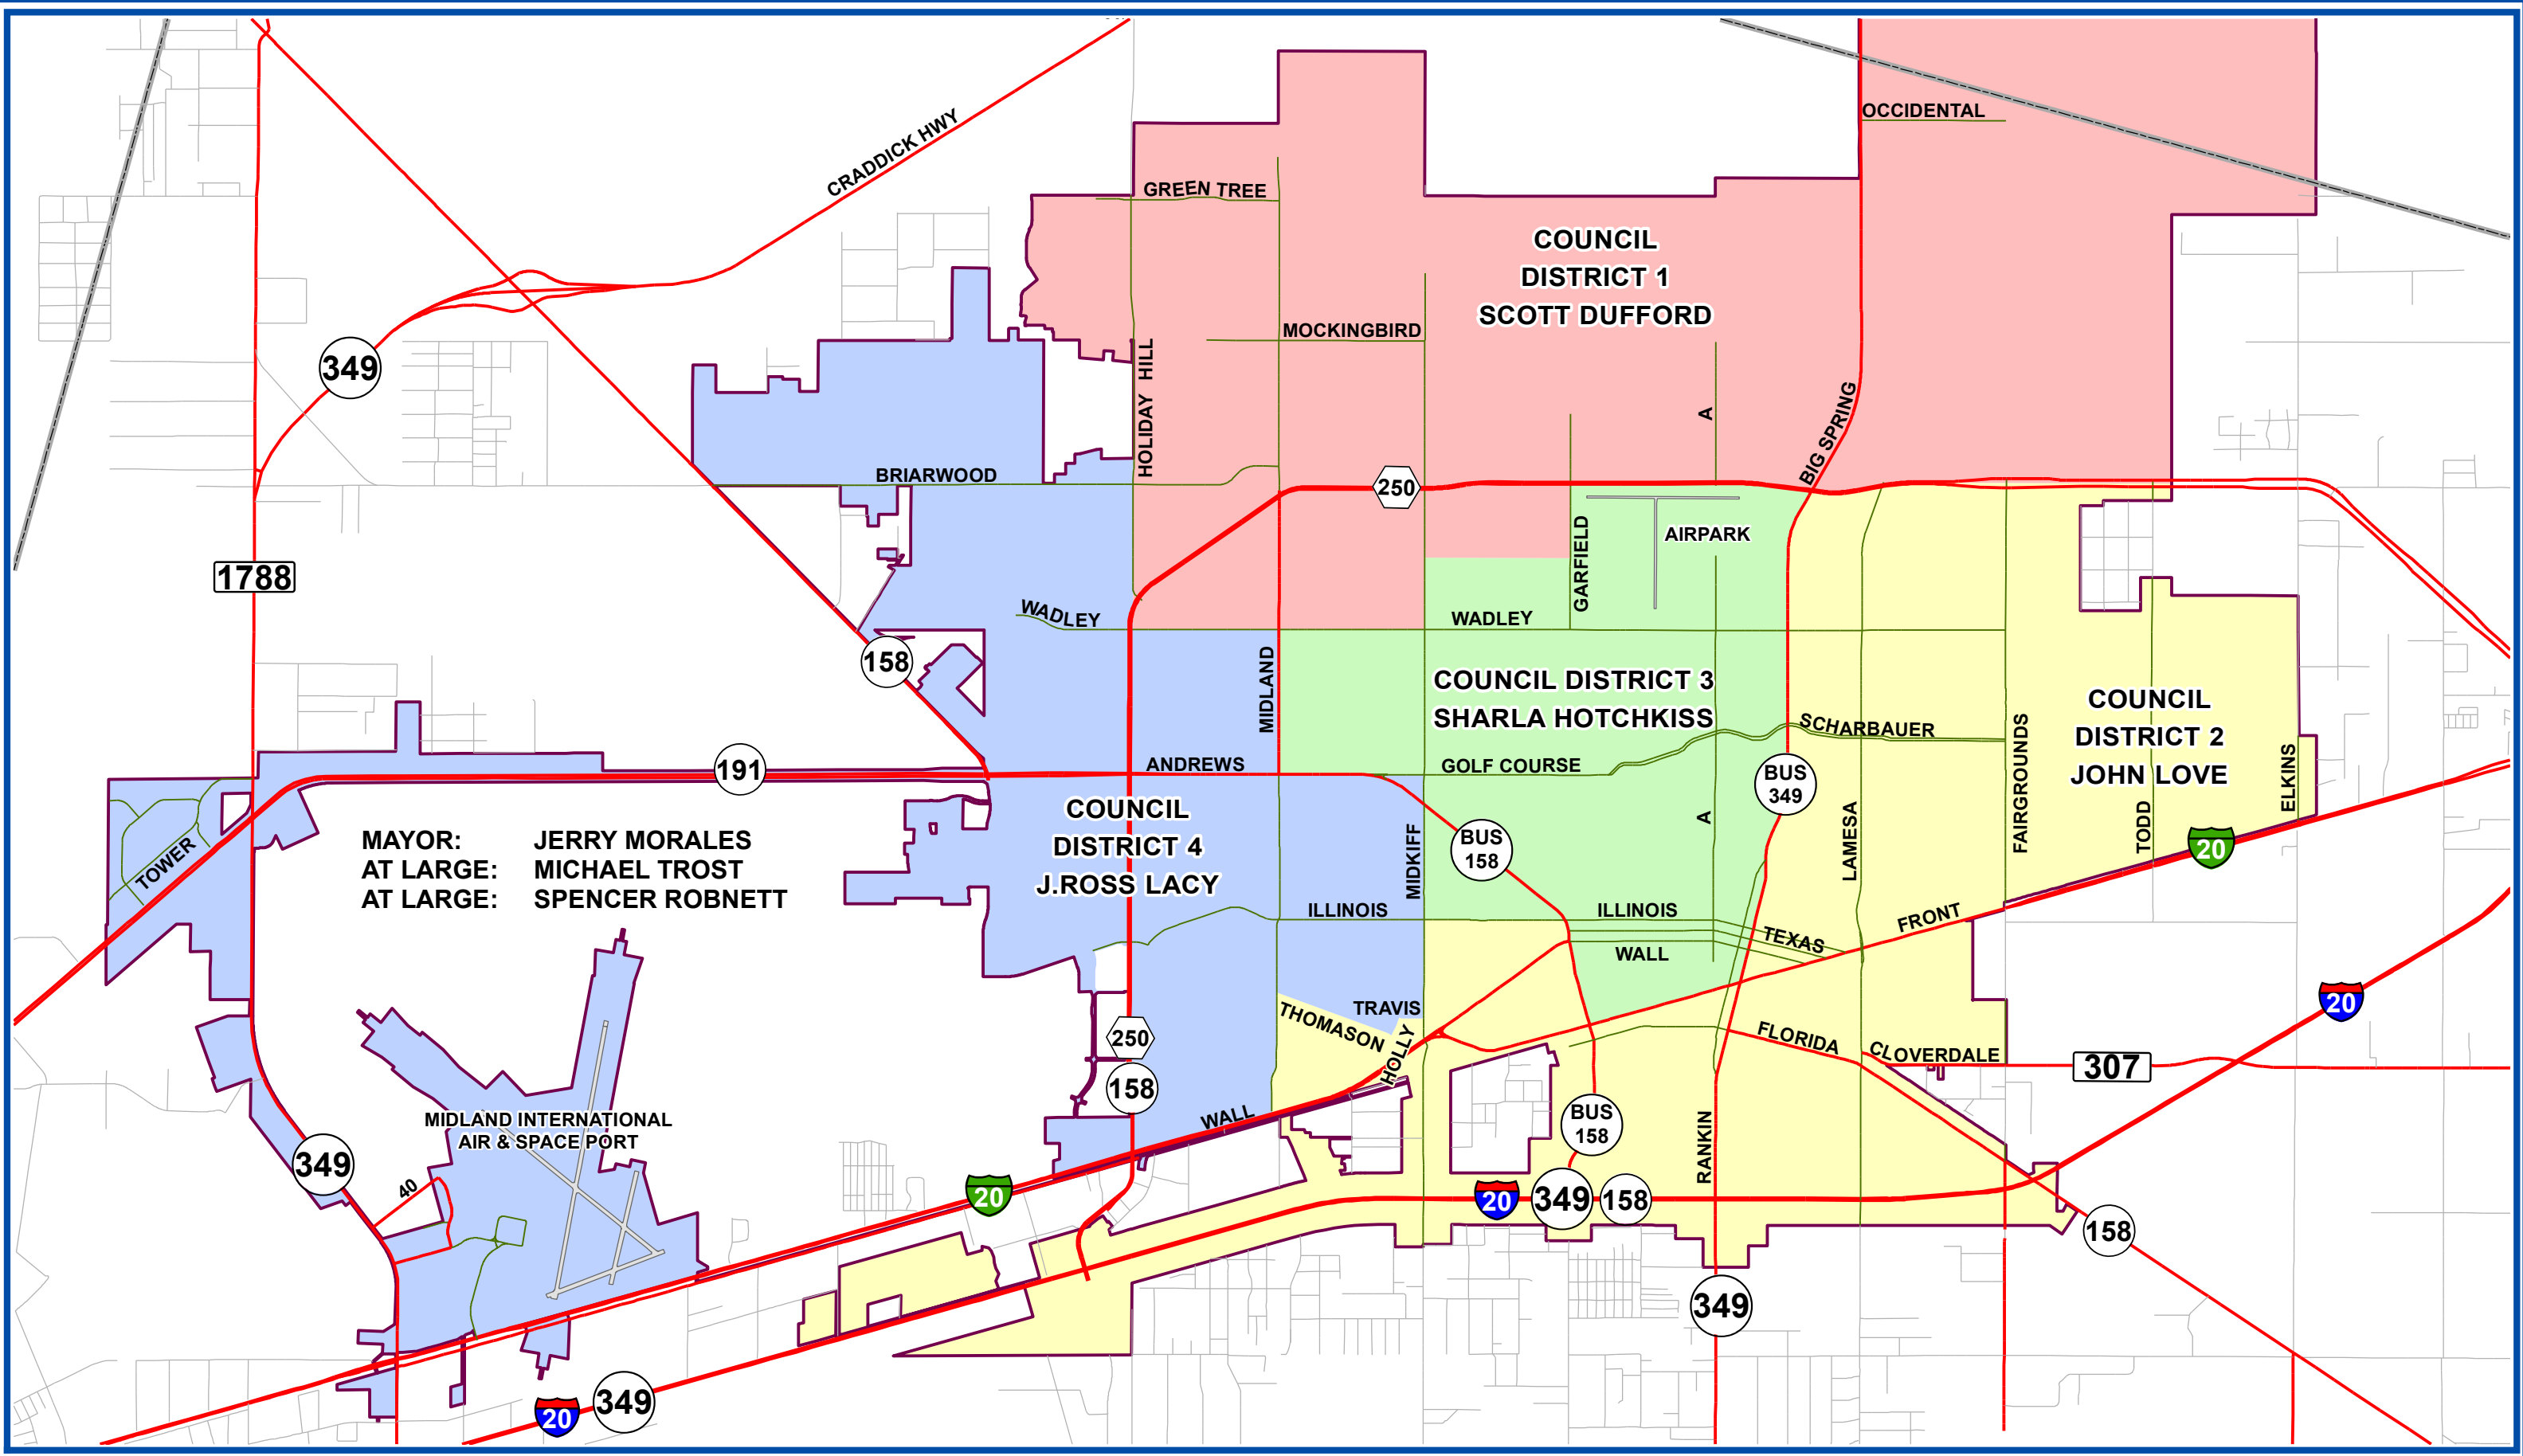 CRADDICK HWY
OCCIDENTAL
GREEN TREE
COUNCIL
DISTRICT 1
SCOTT DUFFORD
MOCKINGBIRD
349
HOLIDAY HILL
A
BIG SPRING
BRIARWOOD
250
GARFIELD
AIRPARK
1788
WADLEY
WADLEY
158
MIDLAND
COUNCIL DISTRICT 3
SHARLA HOTCHKISS
SCHARBAUER
FAIRGROUNDS
COUNCIL
DISTRICT 2
JOHN LOVE
ELKINS
TODD
191
ANDREWS
GOLF COURSE
BUS
349
COUNCIL
DISTRICT 4
J.ROSS LACY
MAYOR: JERRY MORALES
AT LARGE: MICHAEL TROST
AT LARGE: SPENCER ROBNETT
TOWER
MIDKIFF
BUS
158
A
LAMESA
20
ILLINOIS
ILLINOIS
FRONT
TEXAS
WALL
20
TRAVIS
THOMASON
HOLLY
250
FLORIDA
CLOVERDALE
307
158
WALL
MIDLAND INTERNATIONAL
AIR & SPACE PORT
BUS
158
RANKIN
349
40
20
20
349
158
158
349
20
349